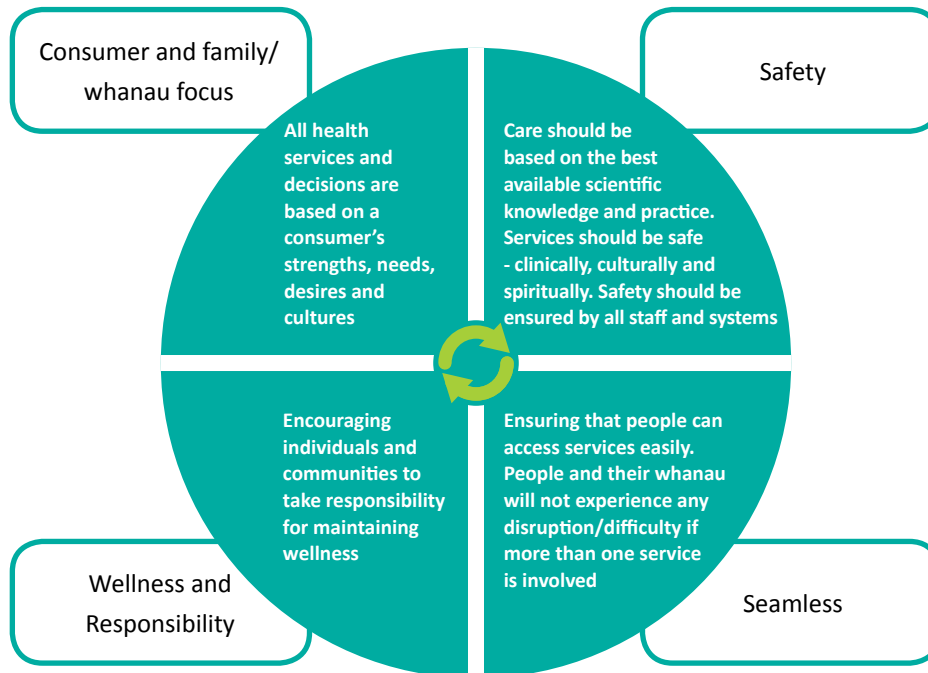 Consumer and family/
whanau focus
All health
services and
decisions are
based on a
consumer's
strengths, needs,
desires and
cultures
Safety
Care should be
based on the best
available scientific
knowledge and practice.
Services should be safe
- clinically, culturally and
spiritually. Safety should be
ensured by all staff and systems
Encouraging
individuals and
communities to
take responsibility
for maintaining
wellness
Wellness and
Responsibility
Ensuring that people can
access services easily.
People and their whanau
will not experience any
disruption/difficulty if
more than one service
is involved
Seamless